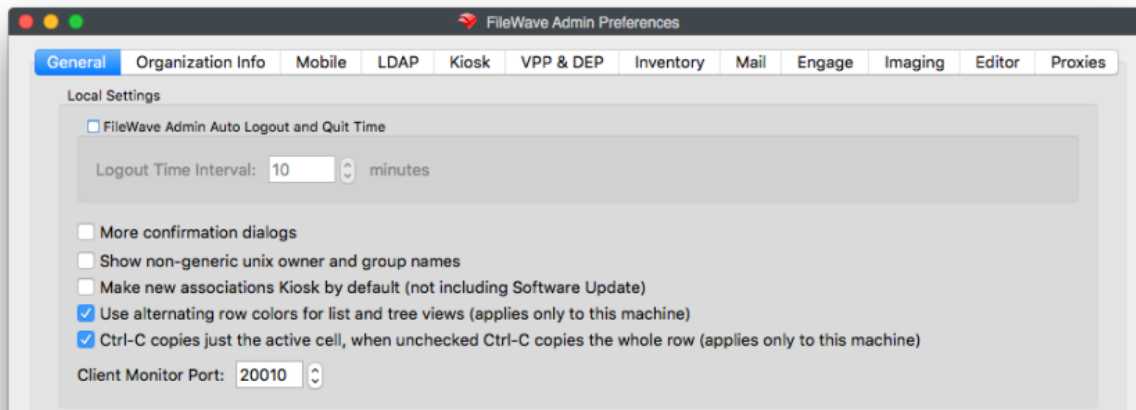 FileWave Admin Preferences
General Organization Info Mobile LDAP Kiosk VPP & DEP Inventory Mail Engage Imaging Editor Proxies
Local Settings
FileWave Admin Auto Logout and Quit Time
Logout Time Interval: 10 minutes
More confirmation dialogs
Show non-generic unix owner and group names
Make new associations Kiosk by default (not including Software Update)
Use alternating row colors for list and tree views (applies only to this machine)
Ctrl-C copies just the active cell, when unchecked Ctrl-C copies the whole row (applies only to this machine)
Client Monitor Port: 20010